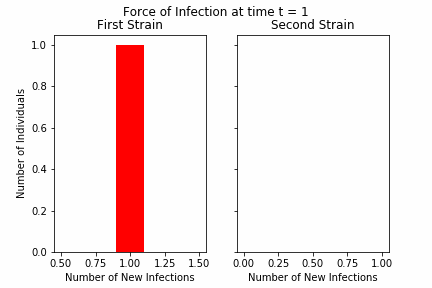 Force of Infection at time t = 1
First Strain
Second Strain
Number of Individuals
1.0
0.8
0.6
0.4
0.2
0.0
0.50 0.75 1.00 1.25 1.50
0.00 0.25 0.50 0.75 1.00
Number of New Infections
Number of New Infections